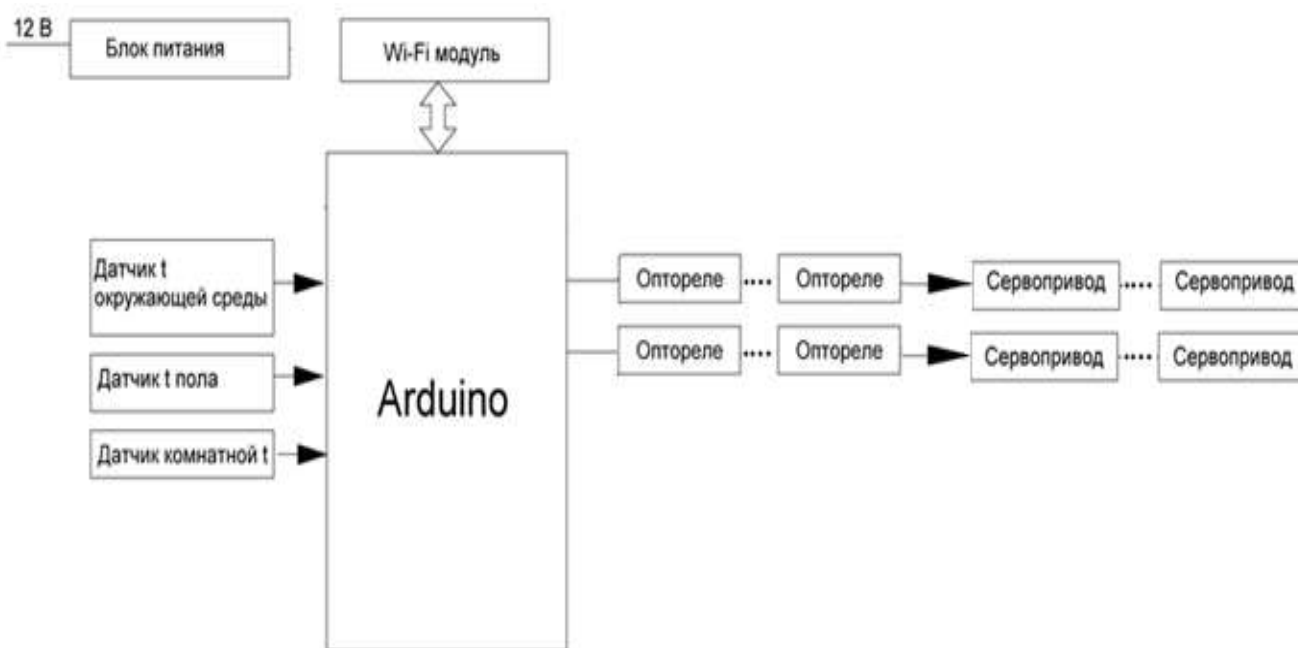 12 В
Блок питания
Wi-Fi модуль
Датчик t
окружающей среды
Датчик t пола
Датчик комнатной t
Arduino
Оптореле .... Оптореле
Сервопривод .... Сервопривод
Оптореле .... Оптореле
Сервопривод .... Сервопривод